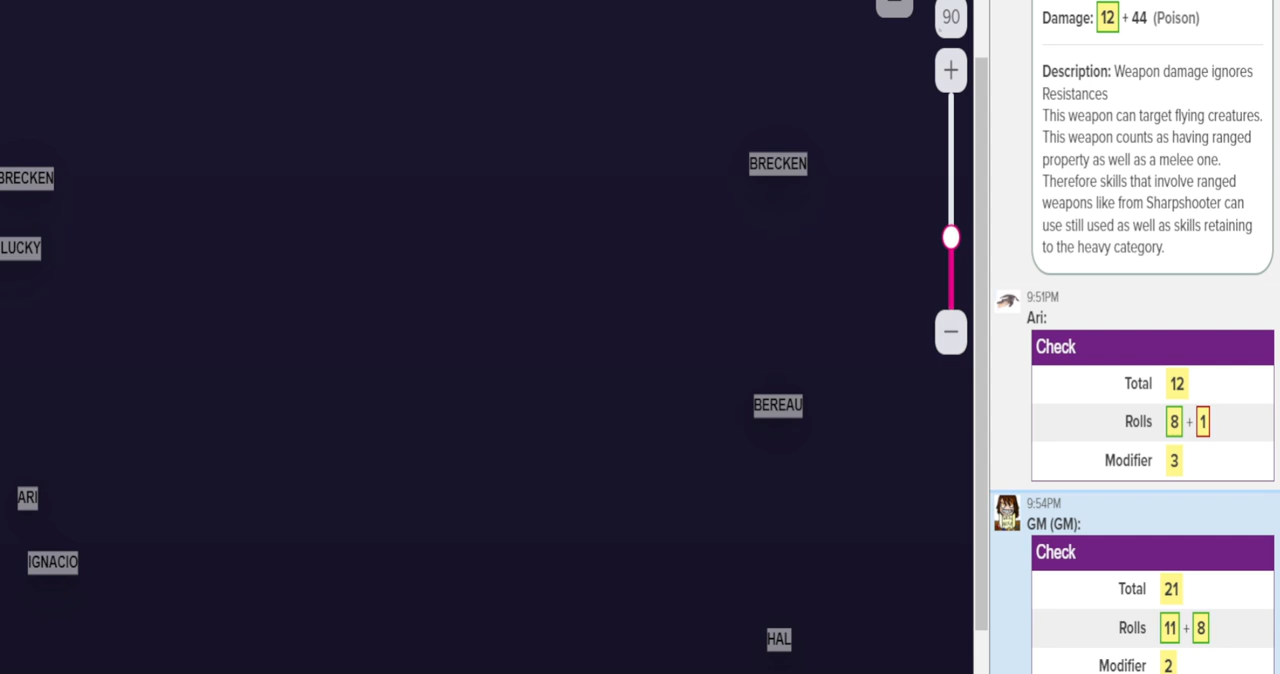 90
+
BRECKEN
LUCKY
ARI
IGNACIO
BRECKEN
BEREAU
HAL
−
Damage: 12 + 44 (Poison)
Description: Weapon damage ignores
Resistances
This weapon can target flying creatures.
This weapon counts as having ranged
property as well as a melee one.
Therefore skills that involve ranged
weapons like from Sharpshooter can
use still used as well as skills retaining
to the heavy category.
9:51PM
Ari:
Check
Total 12
Rolls 8 + 1
Modifier 3
9:54PM
GM (GM):
Check
Total 21
Rolls 11 + 8
Modifier 2